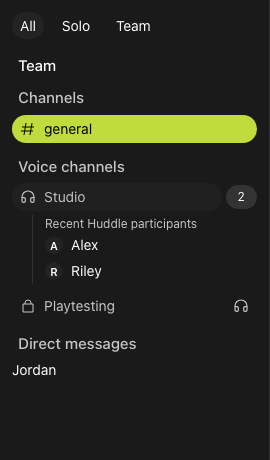 All Solo Team
Team
Channels
# general
Voice channels
Studio 2
Recent Huddle participants
A Alex
R Riley
Playtesting
Direct messages
Jordan